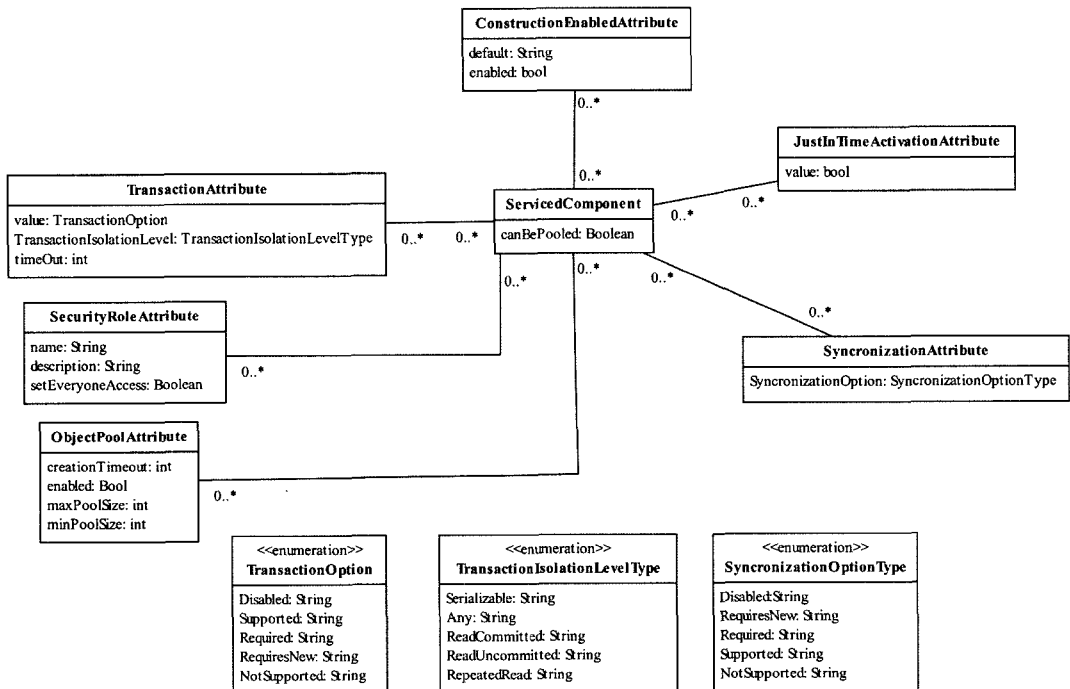 ConstructionEnabledAttribute
default: String
enabled: bool
0..*
0..*
JustInTimeActivationAttribute
value: bool
0..*
0..*
TransactionAttribute
value: TransactionOption
TransactionIsolationLevel: TransactionIsolationLevelType
timeOut: int
0..*
0..*
ServicedComponent
canBePooled: Boolean
0..*
0..*
0..*
0..*
SecurityRoleAttribute
name: String
description: String
setEveryoneAccess: Boolean
0..*
SyncronizationAttribute
SyncronizationOption: SyncronizationOptionType
ObjectPoolAttribute
creationTimeout: int
enabled: Bool
maxPoolSize: int
minPoolSize: int
0..*
<<enumeration>>
TransactionOption
Disabled: String
Supported: String
Required: String
RequiresNew: String
NotSupported: String
<<enumeration>>
TransactionIsolationLevelType
Serializable: String
Any: String
ReadCommitted: String
ReadUncommitted: String
RepeatedRead: String
<<enumeration>>
SyncronizationOptionType
Disabled:String
RequiresNew: String
Required: String
Supported: String
NotSupported: String